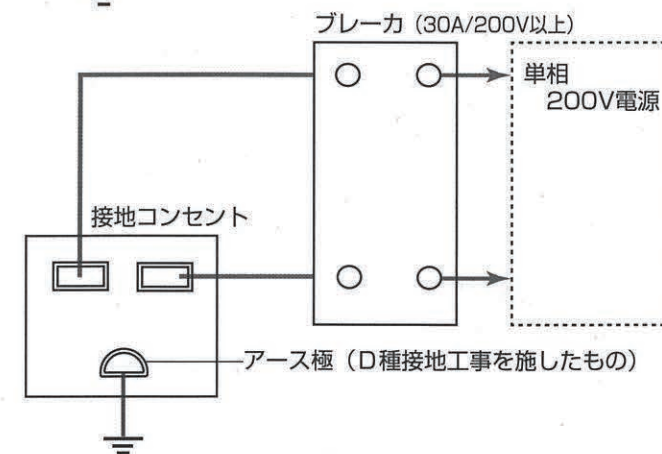 ブレーカ（30A/200V以上）
単相
200V電源
接地コンセント
アース極（D種接地工事を施したもの）